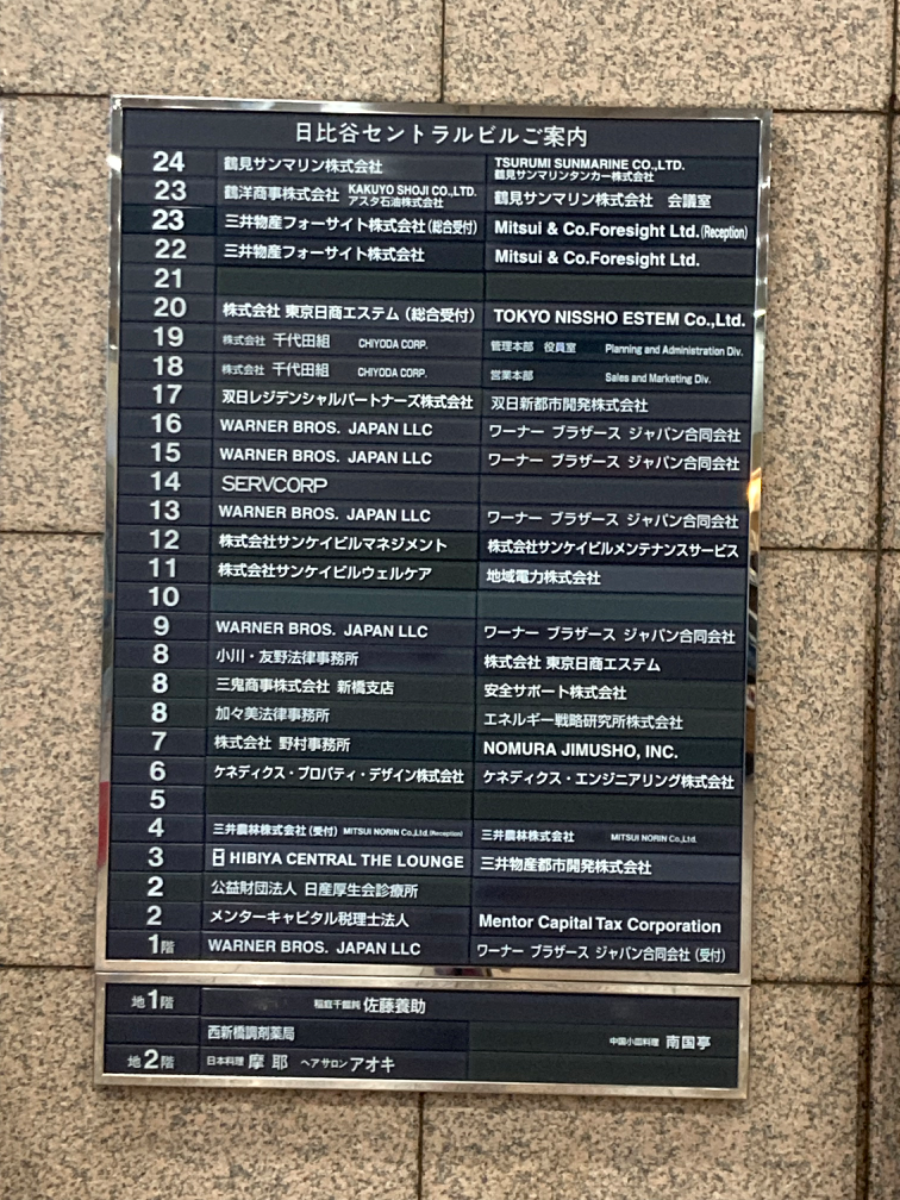 日比谷セントラルビルご案内
24 鶴見サンマリン株式会社 TSURUMI SUNMARINE CO.,LTD. 鶴見サンマリンタンカー株式会社
23 鶴洋商事株式会社 KAKUYO SHOJI CO.,LTD. アスタ石油株式会社 鶴見サンマリン株式会社 会議室
23 三井物産フォーサイト株式会社(総合受付) Mitsui & Co.Foresight Ltd.(Reception)
22 三井物産フォーサイト株式会社 Mitsui & Co.Foresight Ltd.
21
20 株式会社 東京日商エステム (総合受付) TOKYO NISSHO ESTEM Co.,Ltd.
19 株式会社 千代田組 CHIYODA CORP. 管理本部 役員室 Planning and Administration Div.
18 株式会社 千代田組 CHIYODA CORP. 営業本部 Sales and Marketing Div.
17 双日レジデンシャルパートナーズ株式会社 双日新都市開発株式会社
16 WARNER BROS. JAPAN LLC ワーナー ブラザース ジャパン合同会社
15 WARNER BROS. JAPAN LLC ワーナー ブラザース ジャパン合同会社
14 SERVCORP
13 WARNER BROS. JAPAN LLC ワーナー ブラザース ジャパン合同会社
12 株式会社サンケイビルマネジメント 株式会社サンケイビルメンテナンスサービス
11 株式会社サンケイビルウェルケア 地域電力株式会社
10
9 WARNER BROS. JAPAN LLC ワーナー ブラザース ジャパン合同会社
8 小川・友野法律事務所 株式会社 東京日商エステム
8 三鬼商事株式会社 新橋支店 安全サポート株式会社
8 加々美法律事務所 エネルギー戦略研究所株式会社
7 株式会社 野村事務所 NOMURA JIMUSHO, INC.
6 ケネディクス・プロパティ・デザイン株式会社 ケネディクス・エンジニアリング株式会社
5
4 三井農林株式会社(受付) MITSUI NORIN Co.,Ltd.(Reception) 三井農林株式会社 MITSUI NORIN Co.,Ltd.
3 HIBIYA CENTRAL THE LOUNGE 三井物産都市開発株式会社
2 公益財団法人 日産厚生会診療所
2 メンターキャピタル税理士法人 Mentor Capital Tax Corporation
1階 WARNER BROS. JAPAN LLC ワーナー ブラザース ジャパン合同会社 (受付)
地1階 稲庭干饂飩 佐藤養助
西新橋調剤薬局 中国小皿料理 南国亭
地2階 日本料理 摩耶 ヘアサロン アオキ